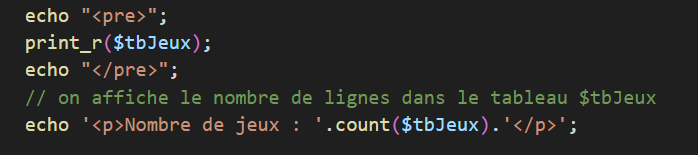 echo "<pre>";
print_r($tbJeux);
echo "</pre>";
// on affiche le nombre de lignes dans le tableau $tbJeux
echo '<p>Nombre de jeux : '.count($tbJeux).'</p>';